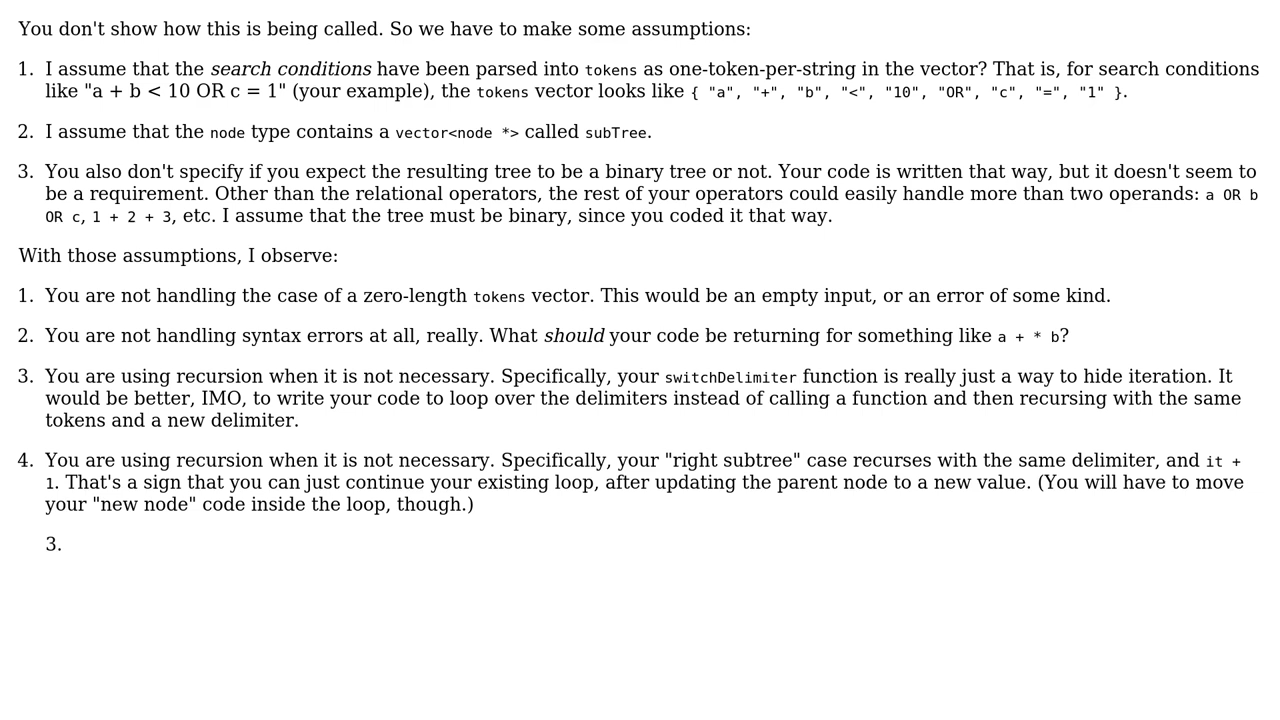 You don't show how this is being called. So we have to make some assumptions:
1. I assume that the search conditions have been parsed into tokens as one-token-per-string in the vector? That is, for search conditions
like "a + b < 10 OR c = 1" (your example), the tokens vector looks like { "a", "+", "b", "<", "10", "OR", "c", "=", "1" }.
2. I assume that the node type contains a vector<node *> called subTree.
3. You also don't specify if you expect the resulting tree to be a binary tree or not. Your code is written that way, but it doesn't seem to
be a requirement. Other than the relational operators, the rest of your operators could easily handle more than two operands: a OR b
OR c, 1 + 2 + 3, etc. I assume that the tree must be binary, since you coded it that way.
With those assumptions, I observe:
1. You are not handling the case of a zero-length tokens vector. This would be an empty input, or an error of some kind.
2. You are not handling syntax errors at all, really. What should your code be returning for something like a + * b?
3. You are using recursion when it is not necessary. Specifically, your switchDelimiter function is really just a way to hide iteration. It
would be better, IMO, to write your code to loop over the delimiters instead of calling a function and then recursing with the same
tokens and a new delimiter.
4. You are using recursion when it is not necessary. Specifically, your "right subtree" case recurses with the same delimiter, and it +
1. That's a sign that you can just continue your existing loop, after updating the parent node to a new value. (You will have to move
your "new node" code inside the loop, though.)
3.